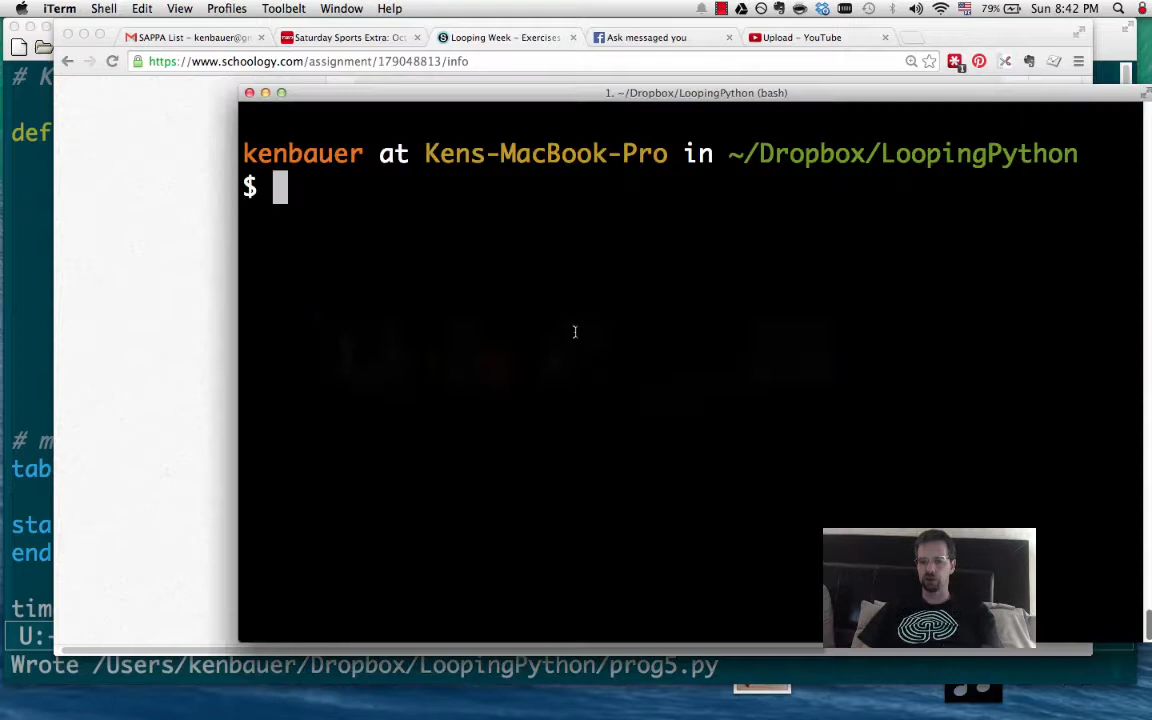 iTerm Shell Edit View Profiles Toolbelt Window Help 79% Sun 8:42 PM
SAPPA List – kenbauer@gr Saturday Sports Extra: Oct Looping Week – Exercises Ask messaged you Upload – YouTube
https://www.schoology.com/assignment/179048813/info
# K
1. ~/Dropbox/LoopingPython (bash)
def
kenbauer at Kens-MacBook-Pro in ~/Dropbox/LoopingPython
$
# m
tab
sta
end
tim
U:-
Wrote /Users/kenbauer/Dropbox/LoopingPython/prog5.py